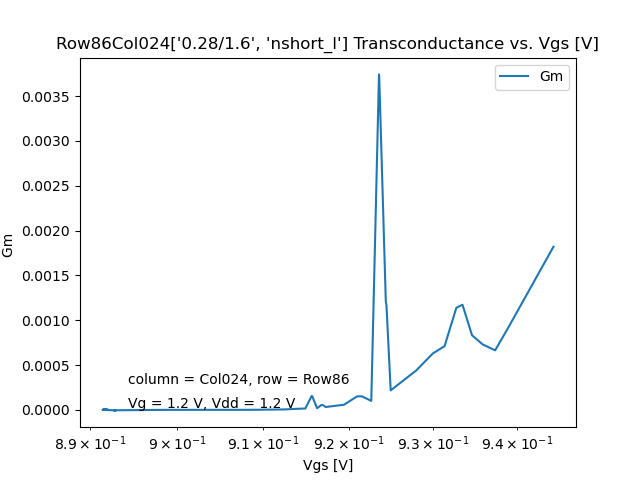 Row86Col024['0.28/1.6', 'nshort_l'] Transconductance vs. Vgs [V]
Gm
0.0035
0.0030
0.0025
0.0020
0.0015
0.0010
0.0005
0.0000
Gm
column = Col024, row = Row86
Vg = 1.2 V, Vdd = 1.2 V
8.9 × 10⁻¹ 9 × 10⁻¹ 9.1 × 10⁻¹ 9.2 × 10⁻¹ 9.3 × 10⁻¹ 9.4 × 10⁻¹
Vgs [V]